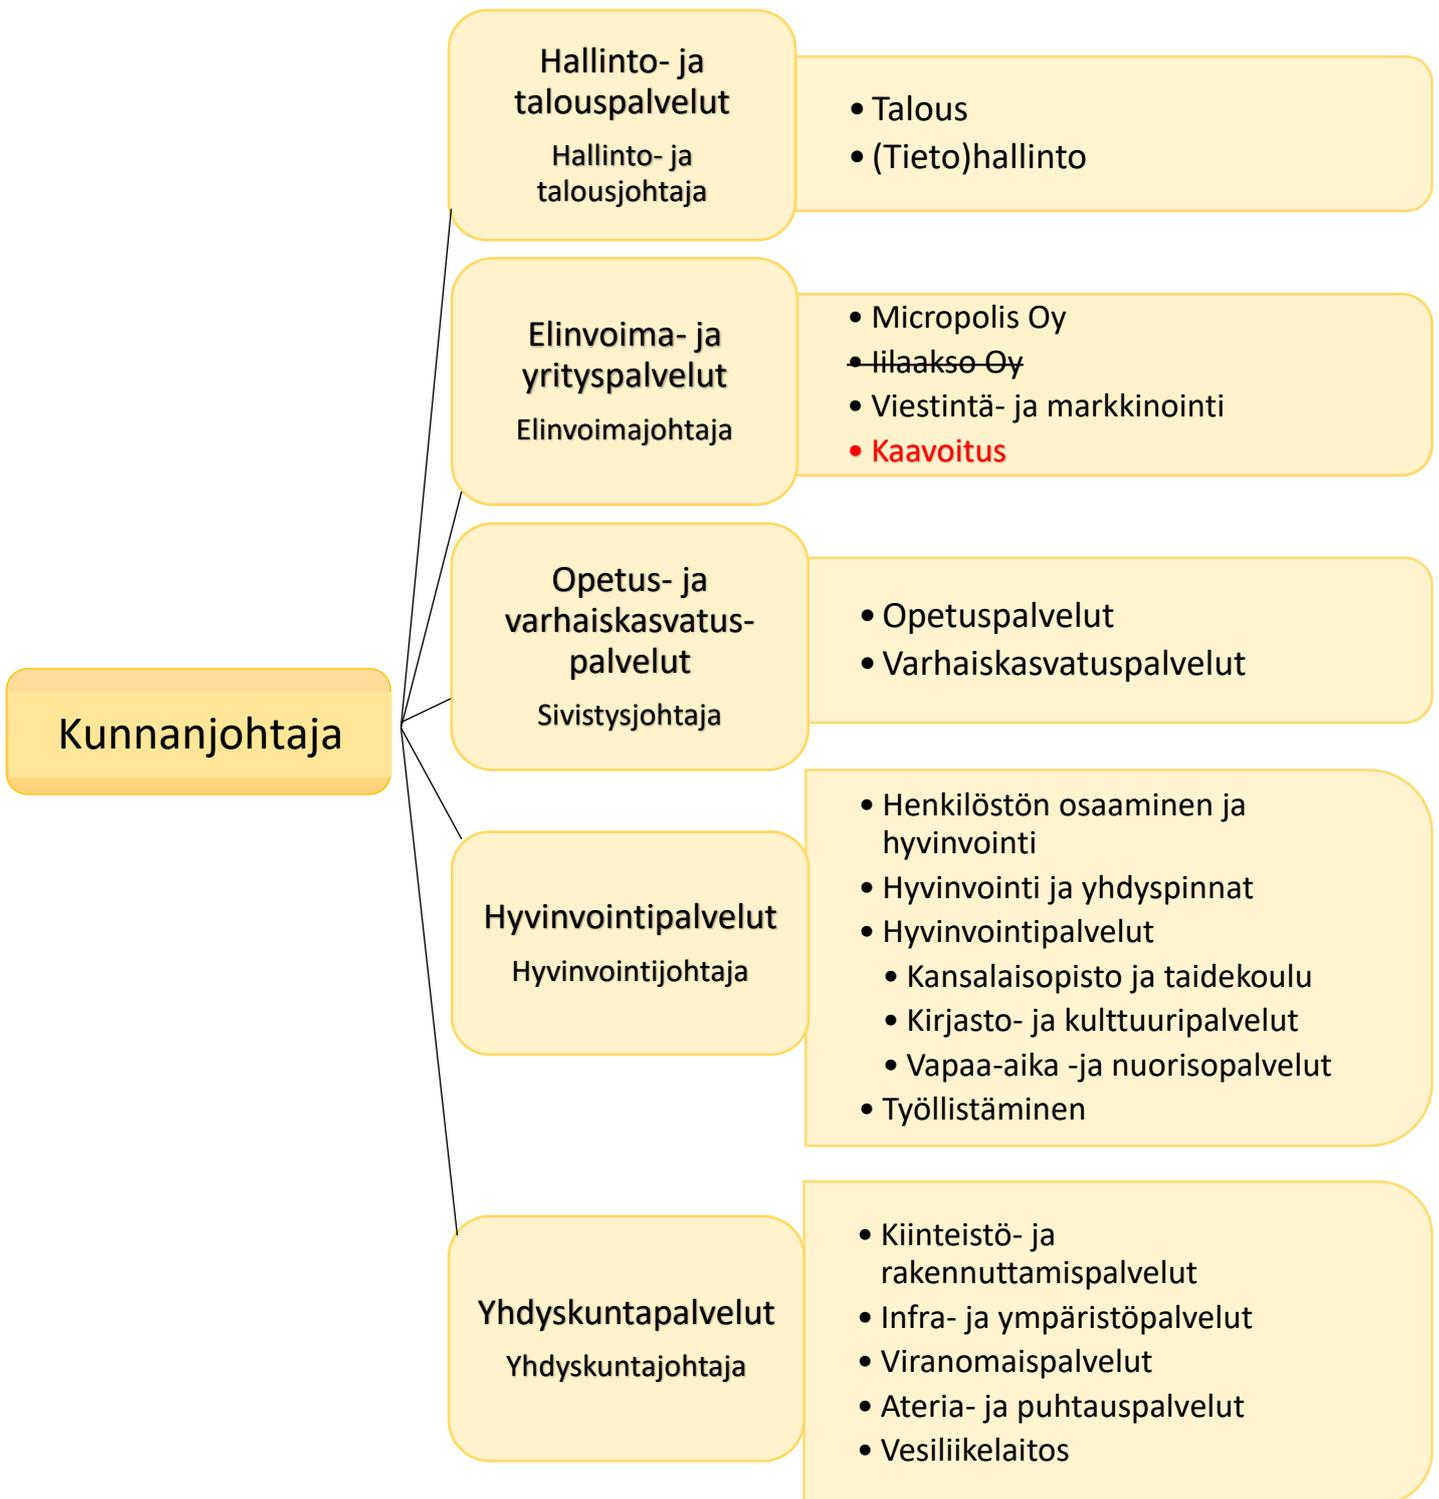 Hallinto- ja
talouspalvelut
Hallinto- ja
talousjohtaja
• Talous
• (Tieto)hallinto
Elinvoima- ja
yrityspalvelut
Elinvoimajohtaja
• Micropolis Oy
• Iilaakso Oy
• Viestintä- ja markkinointi
• Kaavoitus
Opetus- ja
varhaiskasvatus-
palvelut
Sivistysjohtaja
• Opetuspalvelut
• Varhaiskasvatuspalvelut
Kunnanjohtaja
Hyvinvointipalvelut
Hyvinvointijohtaja
• Henkilöstön osaaminen ja
hyvinvointi
• Hyvinvointi ja yhdyspinnat
• Hyvinvointipalvelut
• Kansalaisopisto ja taidekoulu
• Kirjasto- ja kulttuuripalvelut
• Vapaa-aika -ja nuorisopalvelut
• Työllistäminen
Yhdyskuntapalvelut
Yhdyskuntajohtaja
• Kiinteistö- ja
rakennuttamispalvelut
• Infra- ja ympäristöpalvelut
• Viranomaispalvelut
• Ateria- ja puhtauspalvelut
• Vesiliikelaitos